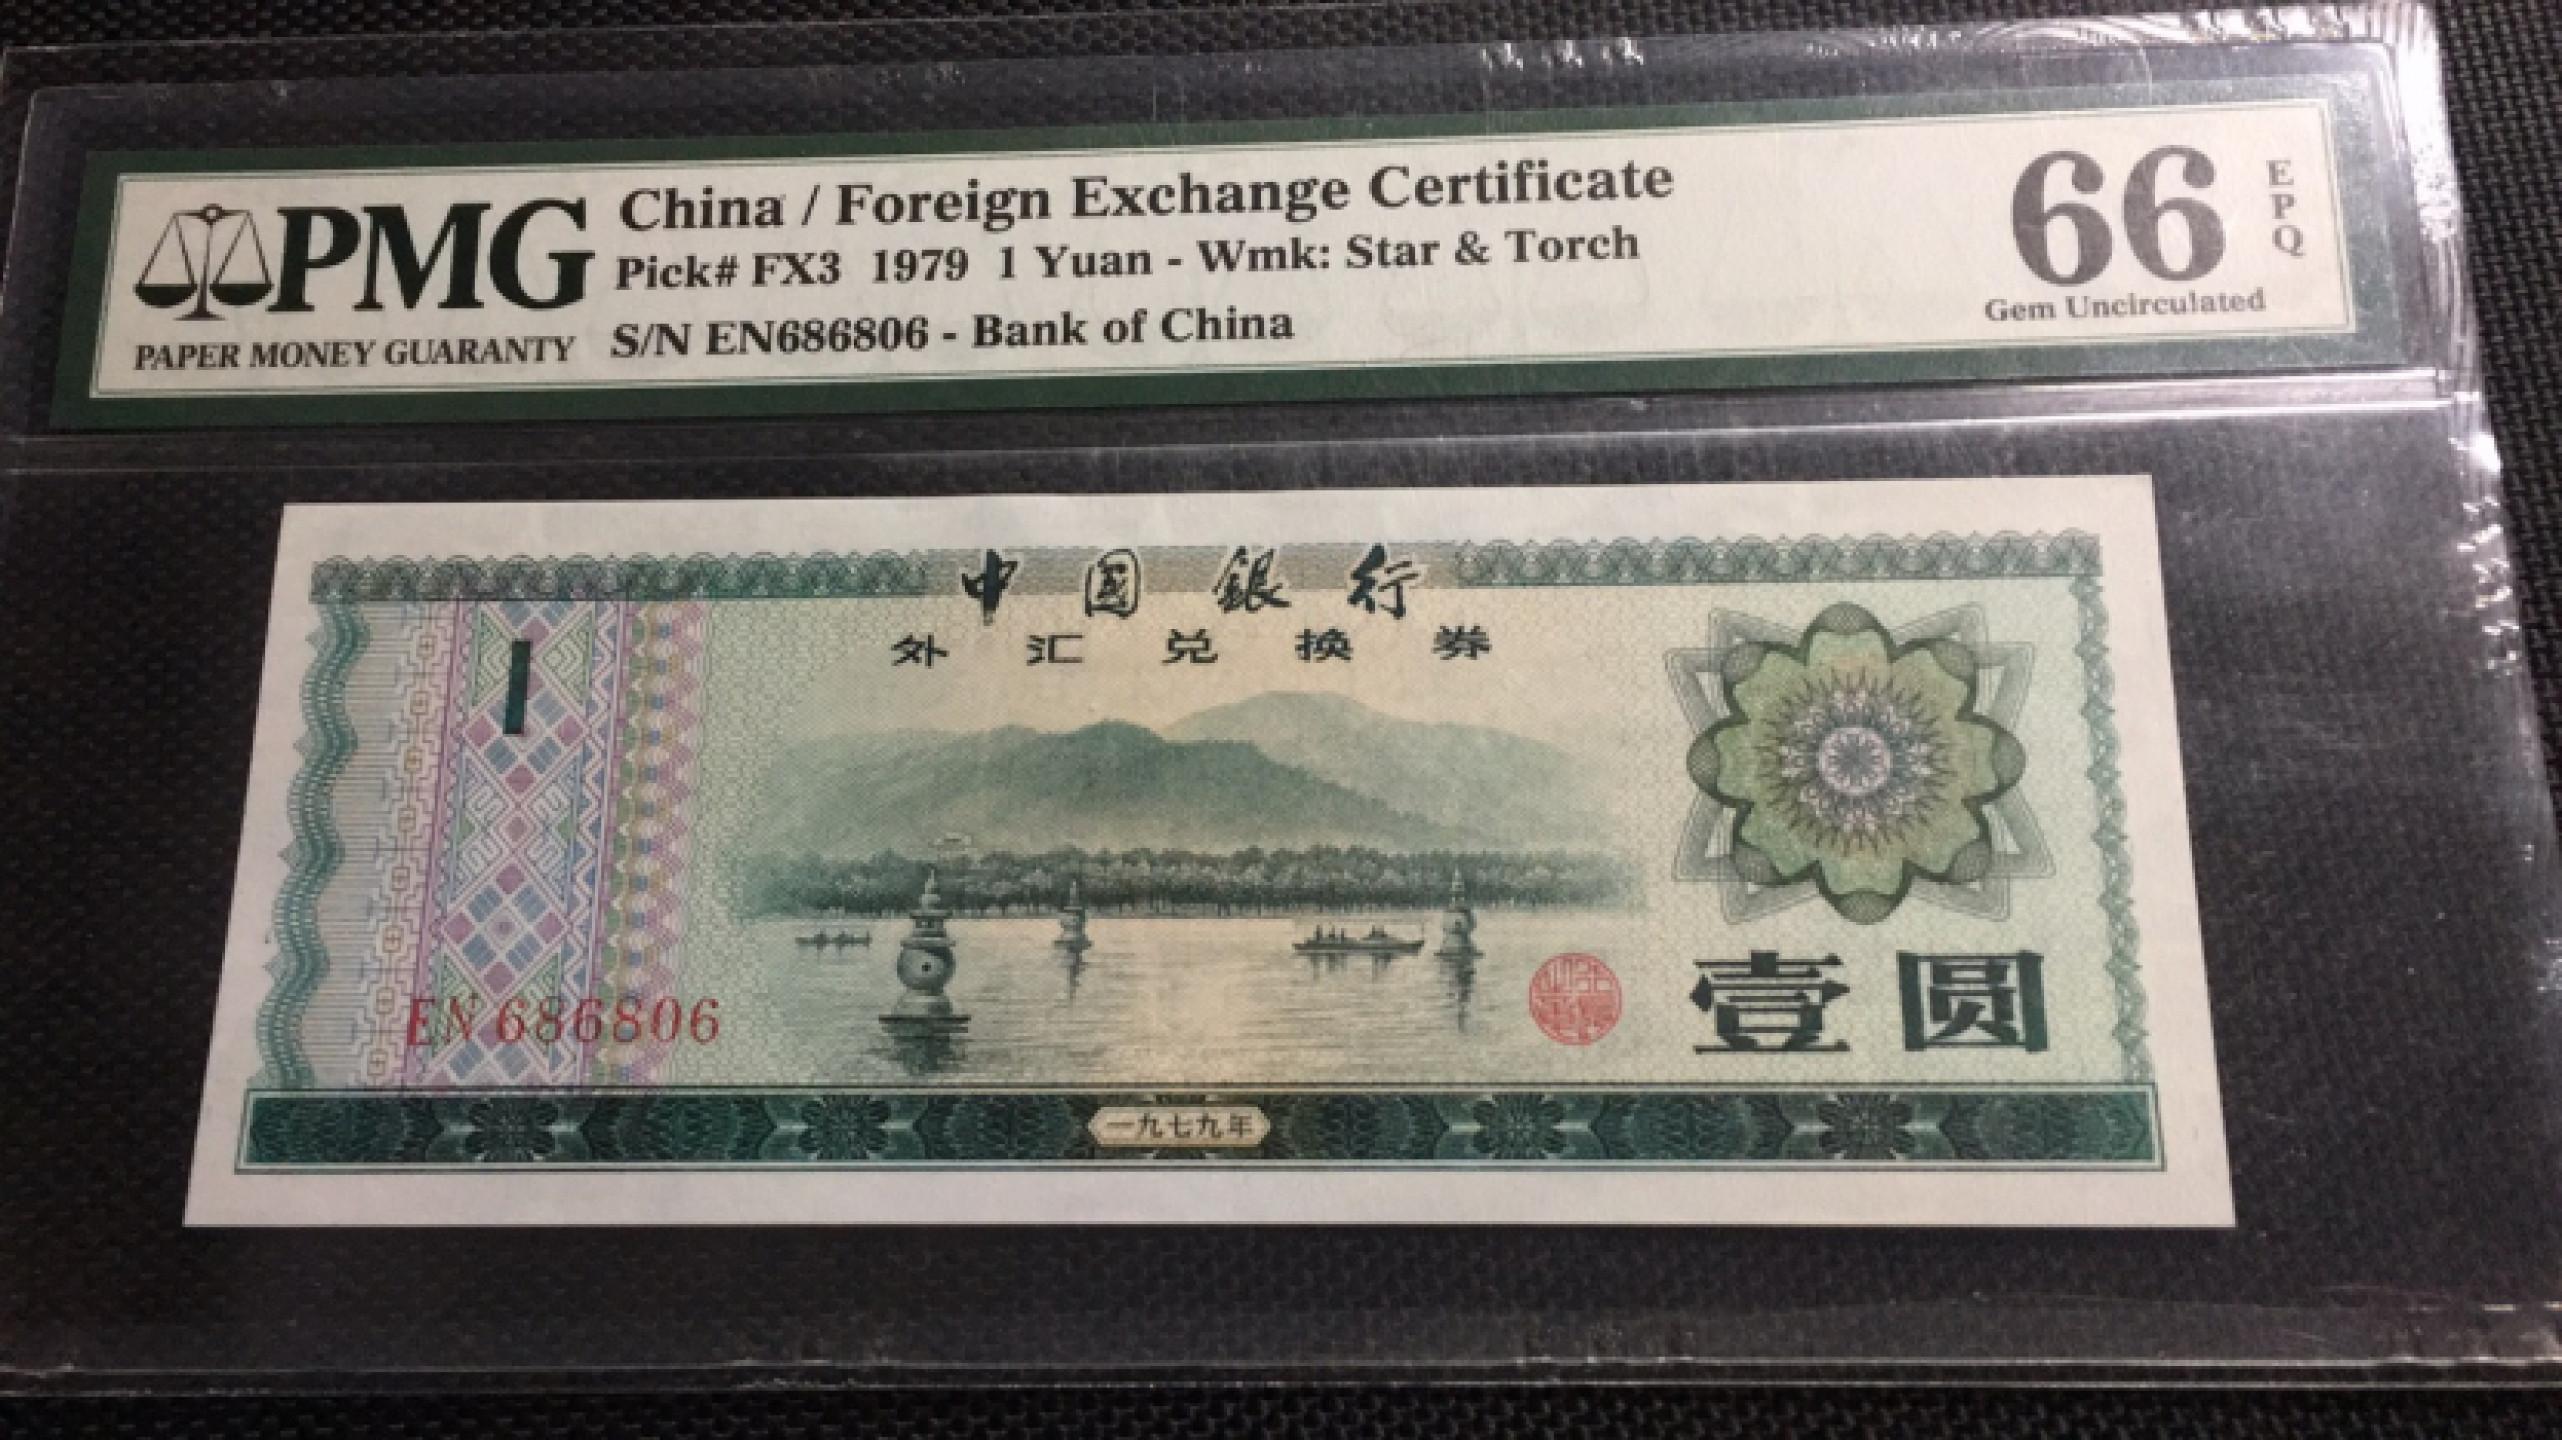 PMG
PAPER MONEY GUARANTY
China / Foreign Exchange Certificate
Pick# FX3 1979 1 Yuan - Wmk: Star & Torch
S/N EN686806 - Bank of China
66
EPQ
Gem Uncirculated
中國銀行
外汇兑换券
1
EN 686806
壹圆
一九七九年